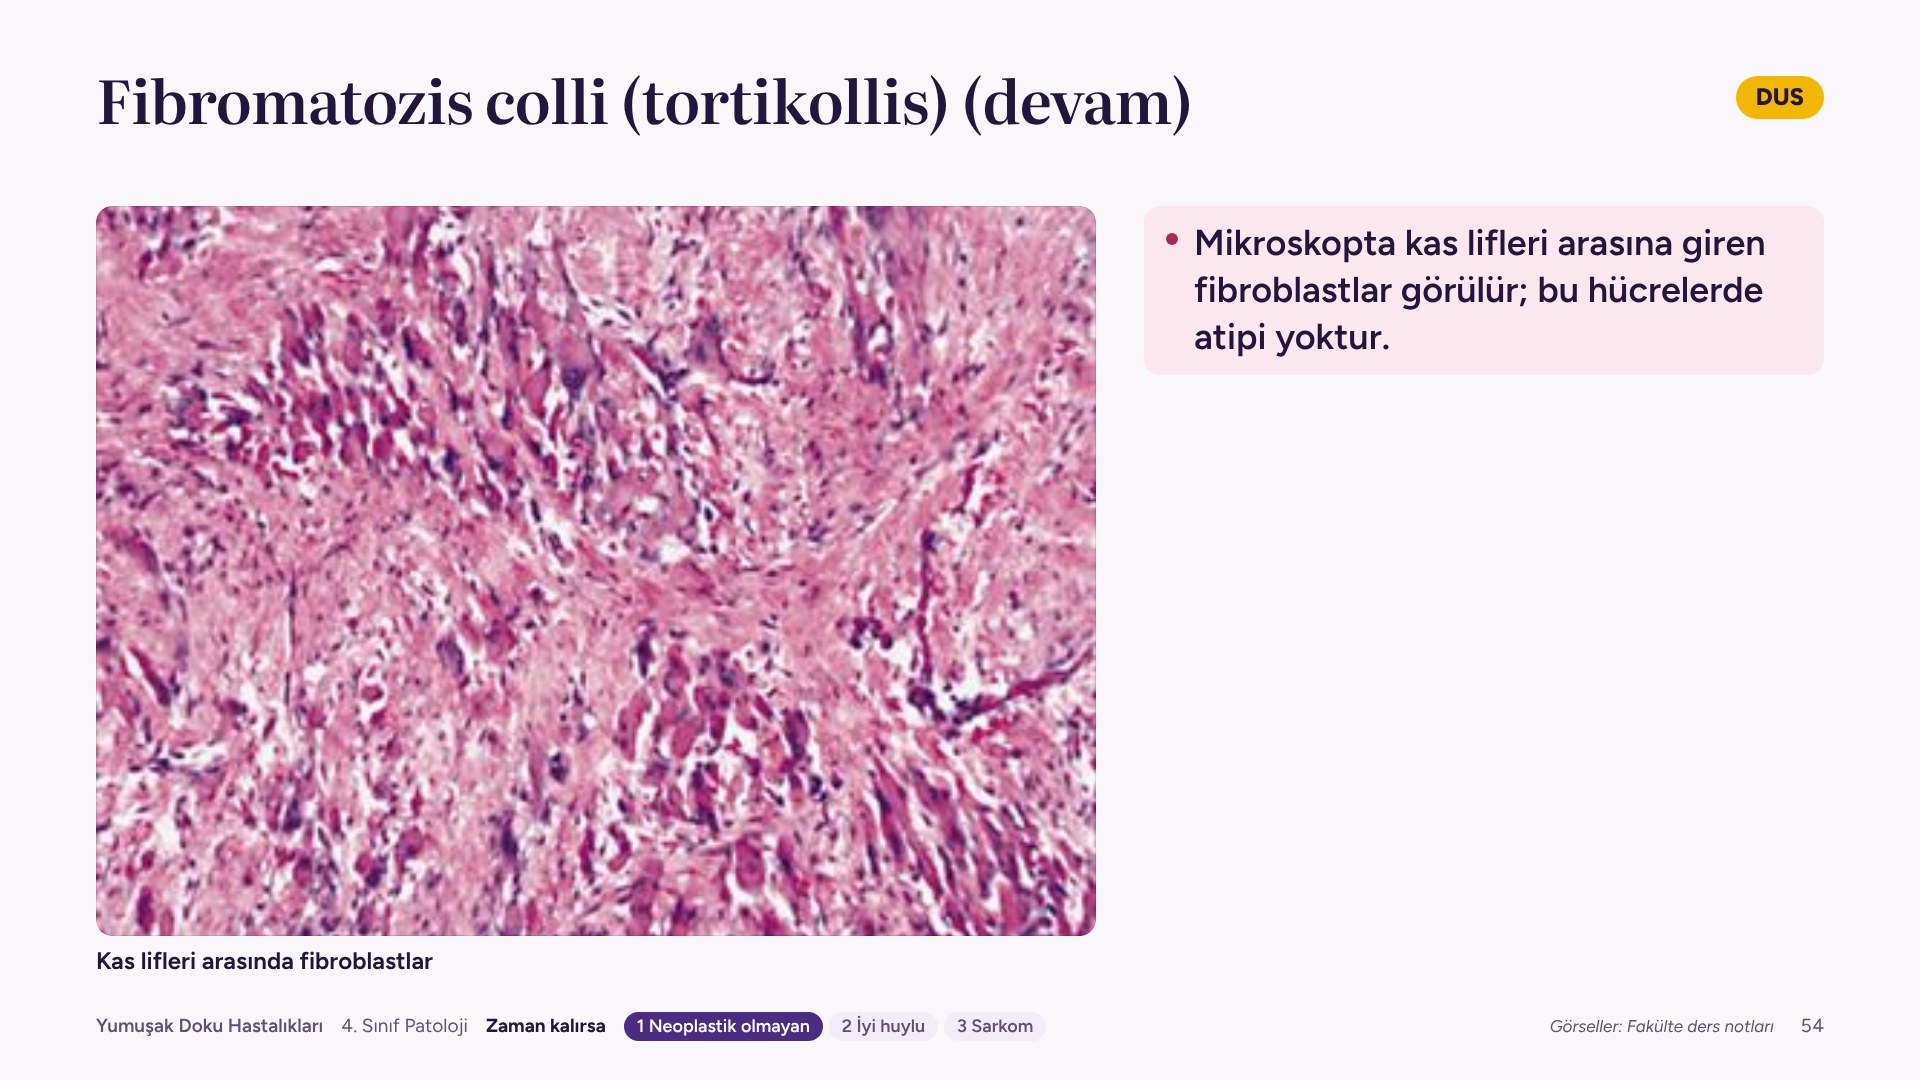 Fibromatozis colli (tortikollis) (devam)
DUS
Mikroskopta kas lifleri arasına giren
fibroblastlar görülür; bu hücrelerde
atipi yoktur.
Kas lifleri arasında fibroblastlar
Yumuşak Doku Hastalıkları 4. Sınıf Patoloji Zaman kalırsa 1 Neoplastik olmayan 2 İyi huylu 3 Sarkom
Görseller: Fakülte ders notları 54